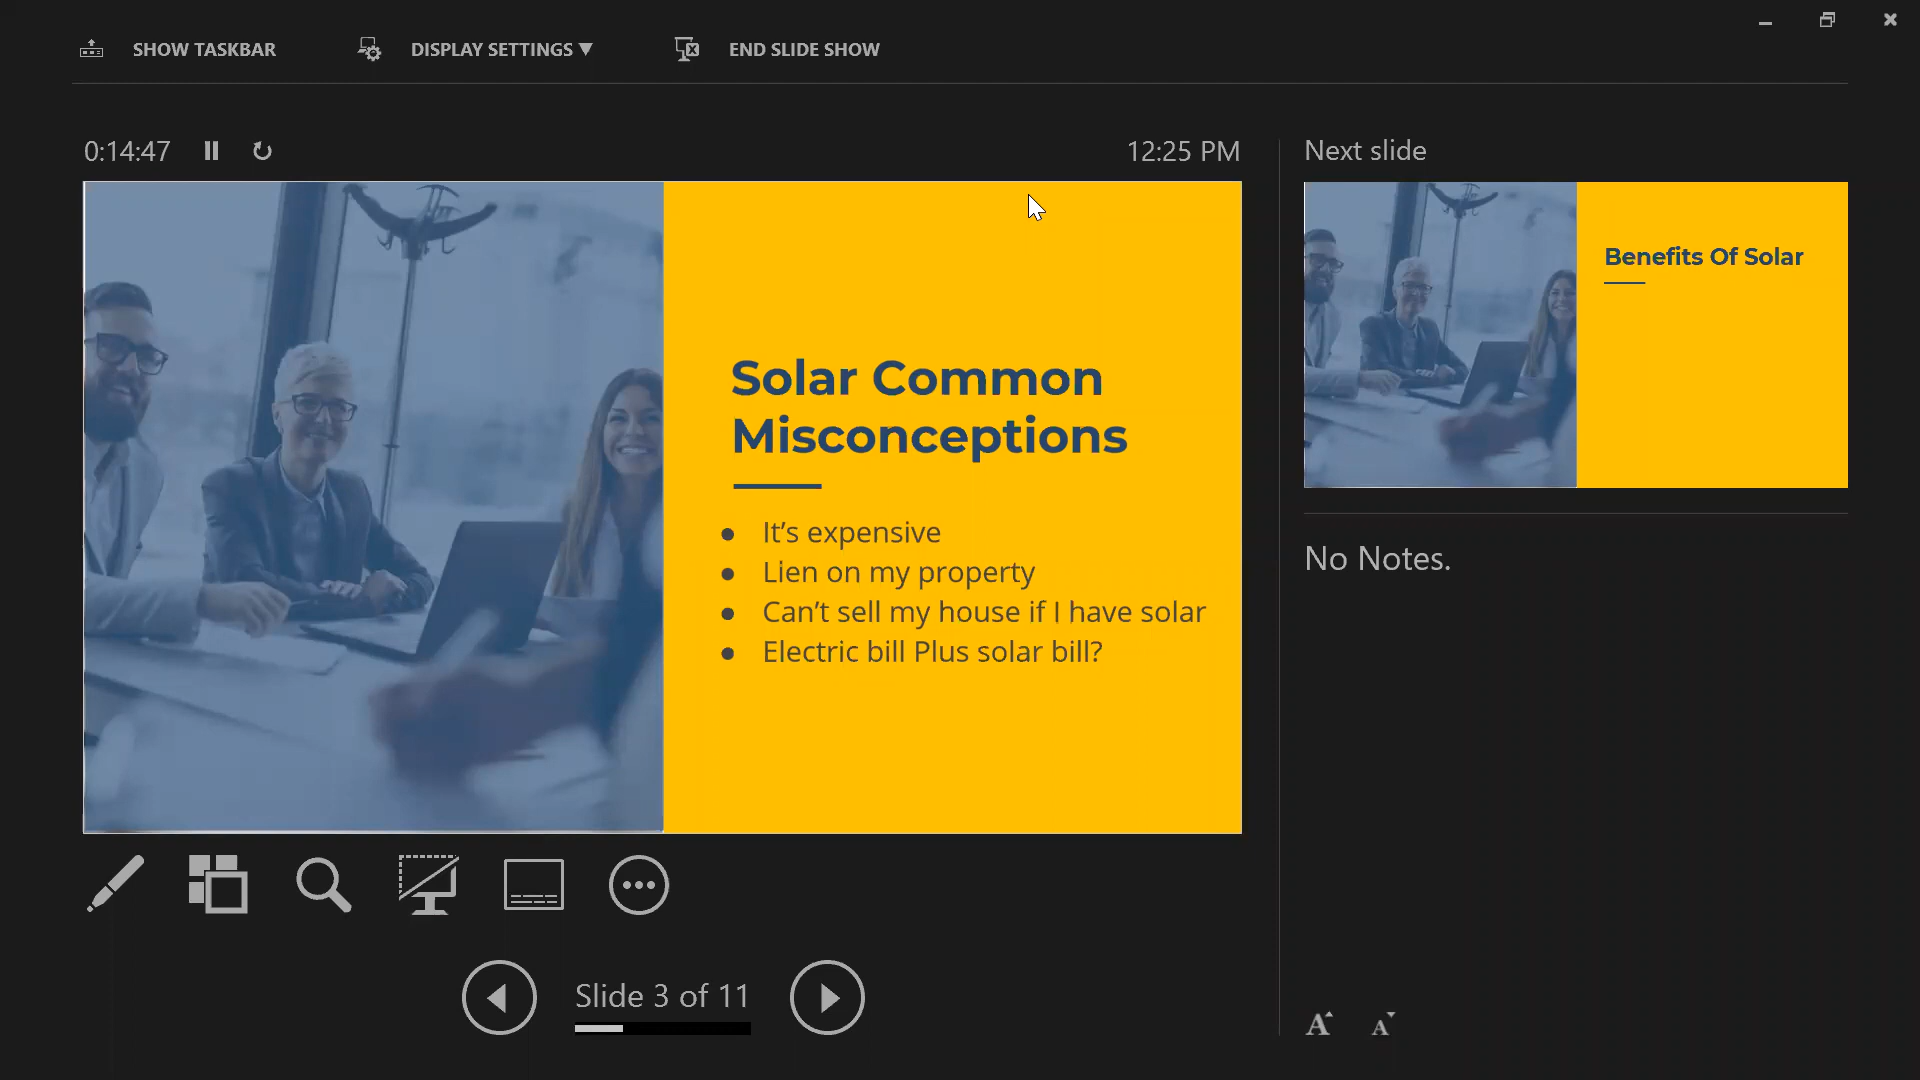 SHOW TASKBAR
DISPLAY SETTINGS ▼
END SLIDE SHOW
0:14:47
12:25 PM
Solar Common
Misconceptions
● It’s expensive
● Lien on my property
● Can’t sell my house if I have solar
● Electric bill Plus solar bill?
Slide 3 of 11
Next slide
Benefits Of Solar
No Notes.
A A